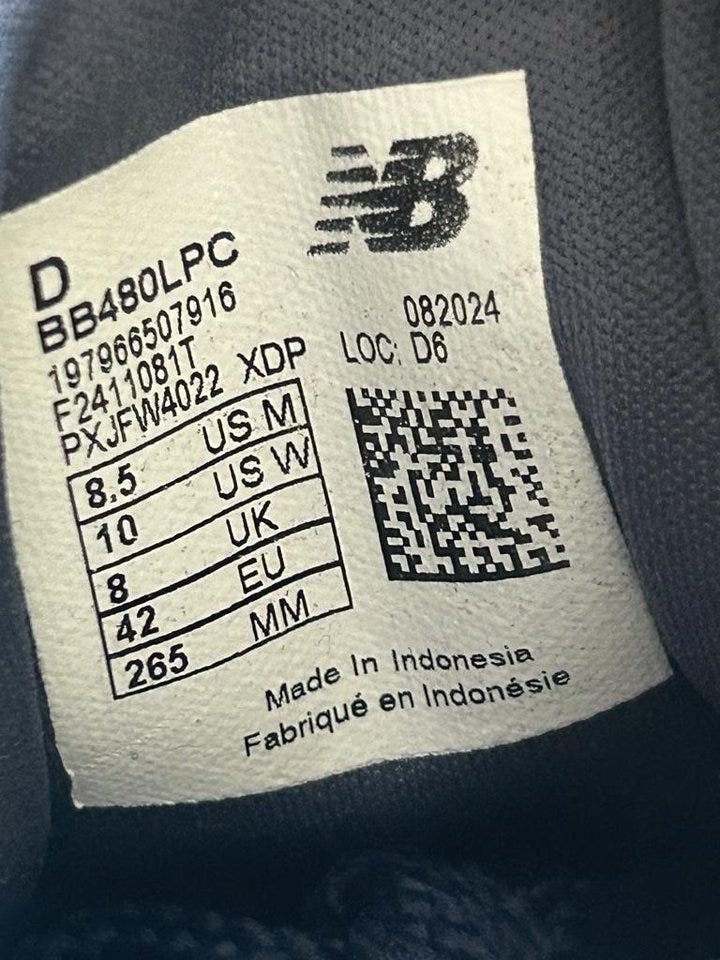 NB
D
BB480LPC
197966507916
F2411081T
PXJFW4022 XDP
082024
LOC: D6
8.5 US M
10 US W
8 UK
42 EU
265 MM
Made In Indonesia
Fabriqué en Indonésie